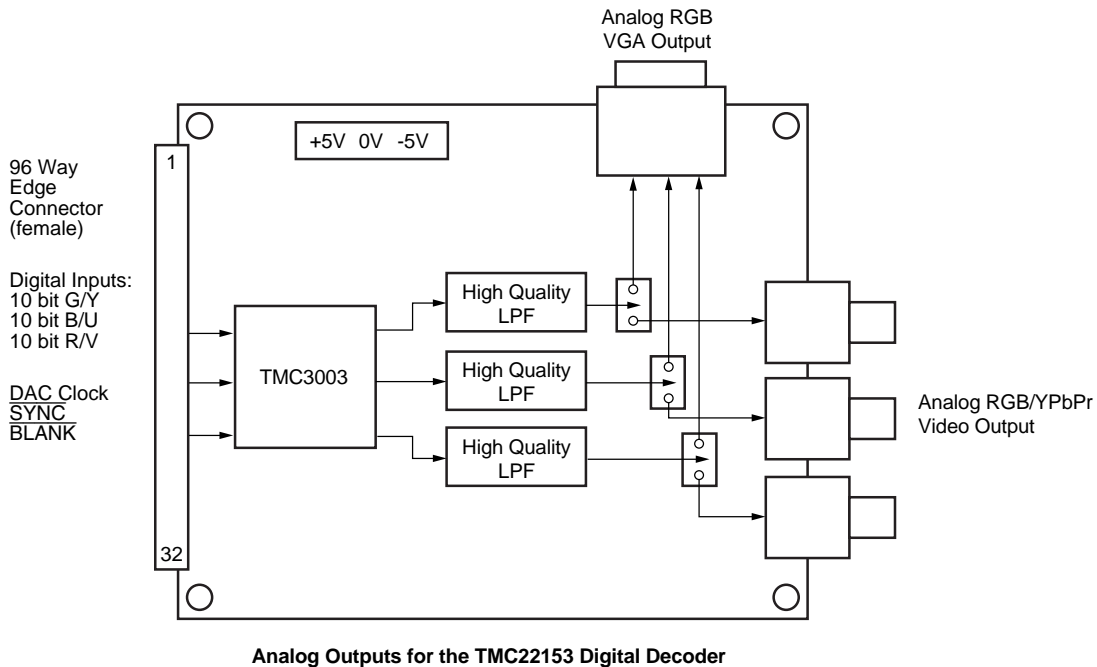 Analog RGB
VGA Output
+5V 0V -5V
96 Way
Edge
Connector
(female)
1
Digital Inputs:
10 bit G/Y
10 bit B/U
10 bit R/V
DAC Clock
SYNC
BLANK
32
TMC3003
High Quality
LPF
High Quality
LPF
High Quality
LPF
Analog RGB/YPbPr
Video Output
Analog Outputs for the TMC22153 Digital Decoder